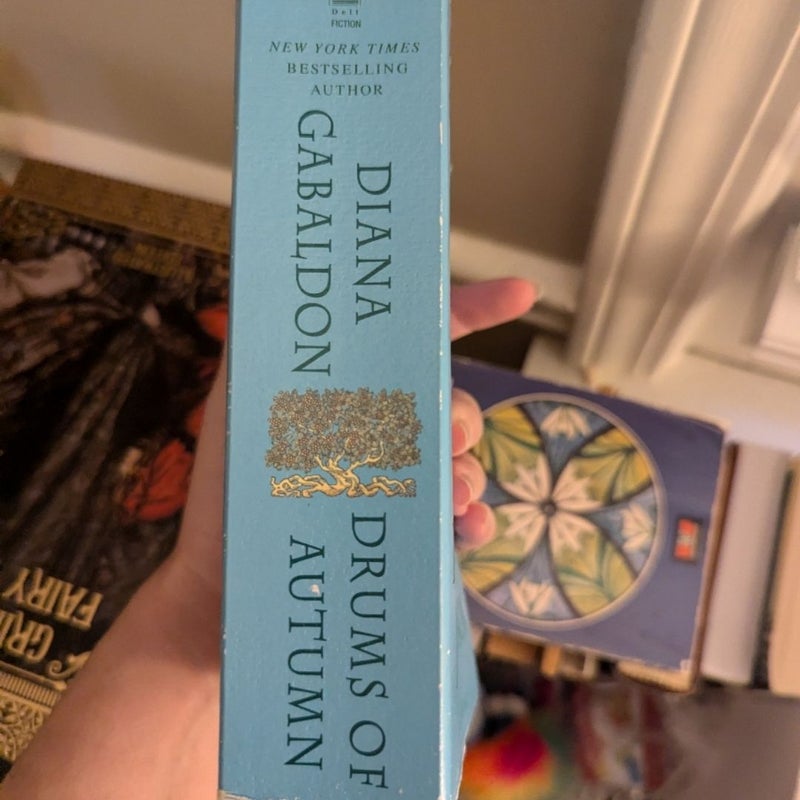 Dell
FICTION
NEW YORK TIMES
BESTSELLING
AUTHOR
DIANA
GABALDON
DRUMS OF
AUTUMN
FAIRY